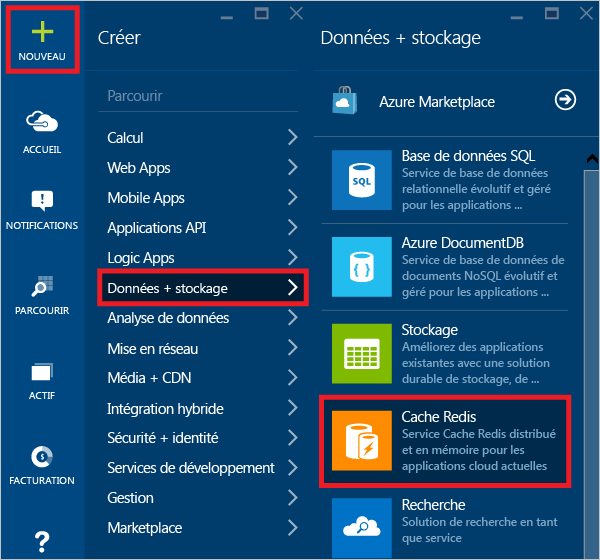 NOUVEAU
ACCUEIL
NOTIFICATIONS
PARCOURIR
ACTIF
FACTURATION
?
Créer
Parcourir
Calcul
Web Apps
Mobile Apps
Applications API
Logic Apps
Données + stockage
Analyse de données
Mise en réseau
Média + CDN
Intégration hybride
Sécurité + identité
Services de développement
Gestion
Marketplace
Données + stockage
Azure Marketplace
SQL
Base de données SQL
Service de base de données
relationnelle évolutif et géré
pour les applications ...
{ }
Azure DocumentDB
Service de base de données de
documents NoSQL évolutif et
géré pour les applications ...
Stockage
Améliorez des applications
existantes avec une solution
durable de stockage, de ...
Cache Redis
Service Cache Redis distribué
et en mémoire pour les
applications cloud actuelles
Recherche
Solution de recherche en tant
que service